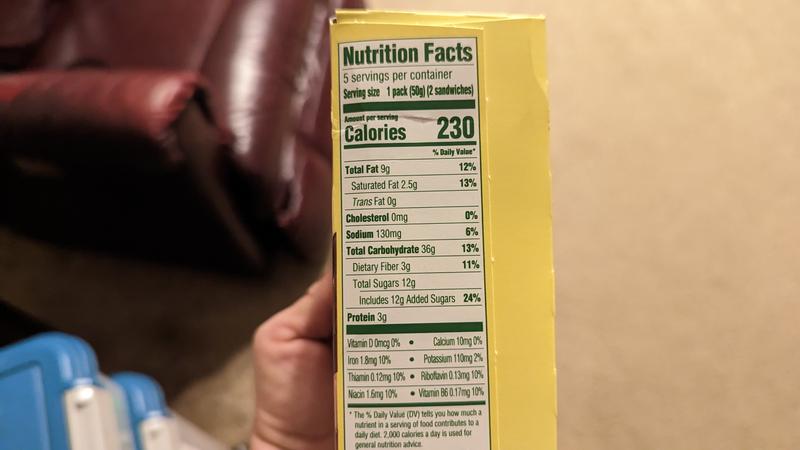 Nutrition Facts
5 servings per container
Serving size 1 pack (50g) (2 sandwiches)
Amount per serving
Calories 230
% Daily Value*
Total Fat 9g 12%
Saturated Fat 2.5g 13%
Trans Fat 0g
Cholesterol 0mg 0%
Sodium 130mg 6%
Total Carbohydrate 36g 13%
Dietary Fiber 3g 11%
Total Sugars 12g
Includes 12g Added Sugars 24%
Protein 3g
Vitamin D 0mcg 0% • Calcium 10mg 0%
Iron 1.8mg 10% • Potassium 110mg 2%
Thiamin 0.12mg 10% • Riboflavin 0.13mg 10%
Niacin 1.6mg 10% • Vitamin B6 0.17mg 10%
* The % Daily Value (DV) tells you how much a
nutrient in a serving of food contributes to a
daily diet. 2,000 calories a day is used for
general nutrition advice.